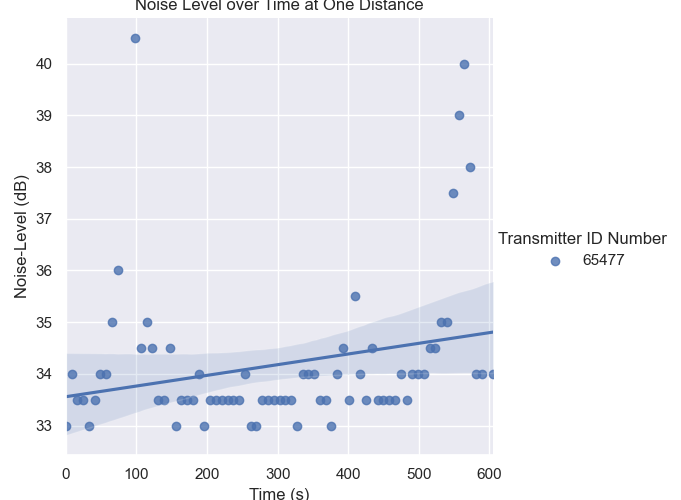 Noise Level over Time at One Distance
40
39
38
37
36
35
34
33
Noise-Level (dB)
0 100 200 300 400 500 600
Time (s)
Transmitter ID Number
65477